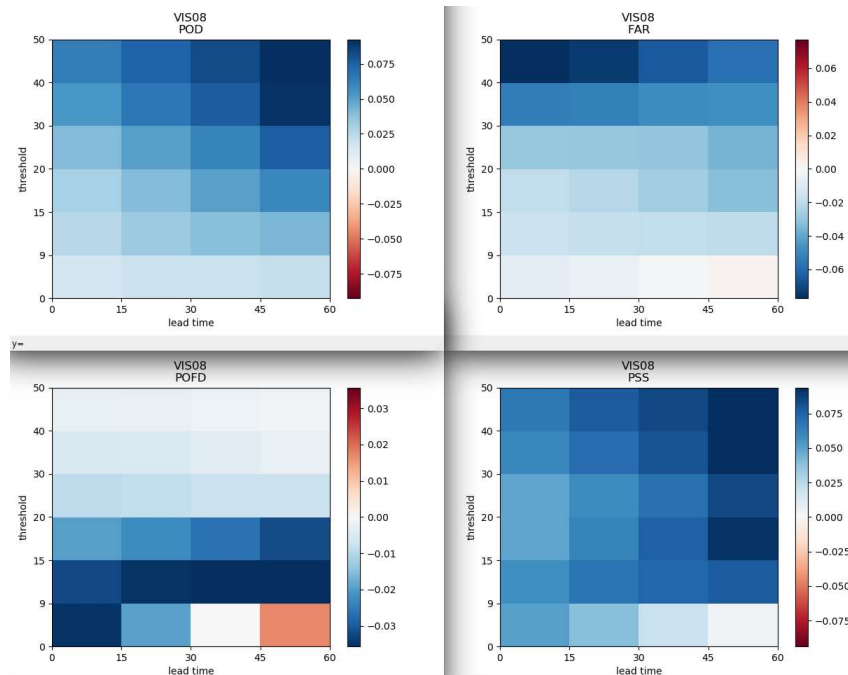 VIS08
POD
50
40
30
20
15
9
0
threshold
0 15 30 45 60
lead time
0.075
0.050
0.025
0.000
−0.025
−0.050
−0.075
VIS08
FAR
50
40
30
20
15
9
0
threshold
0 15 30 45 60
lead time
0.06
0.04
0.02
0.00
−0.02
−0.04
−0.06
y=
VIS08
POFD
50
40
30
20
15
9
0
threshold
0 15 30 45 60
lead time
0.03
0.02
0.01
0.00
−0.01
−0.02
−0.03
VIS08
PSS
50
40
30
20
15
9
0
threshold
0 15 30 45 60
lead time
0.075
0.050
0.025
0.000
−0.025
−0.050
−0.075